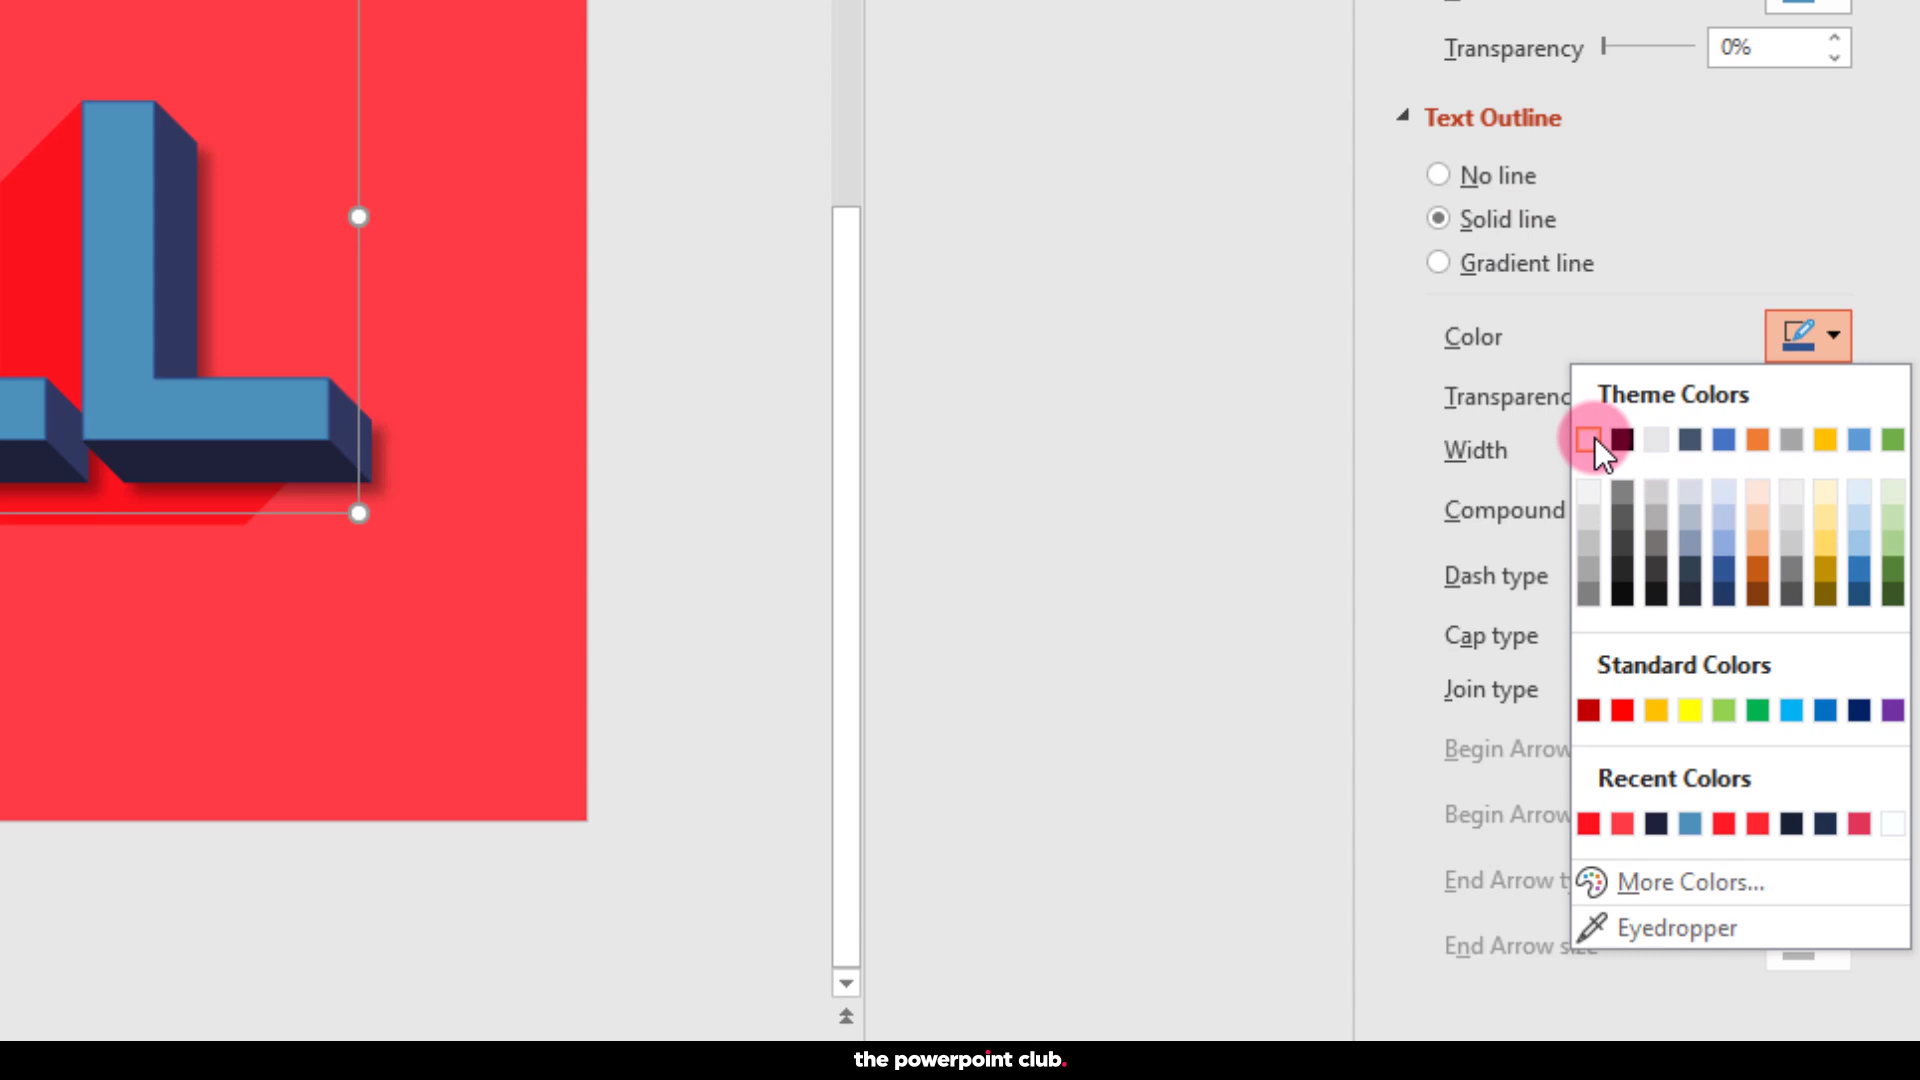 Transparency 0%
Text Outline
No line
Solid line
Gradient line
Color
Theme Colors
Transparenc
Width
Compound
Dash type
Cap type
Standard Colors
Join type
Begin Arrow
Recent Colors
Begin Arrow
End Arrow t
More Colors...
Eyedropper
End Arrow size
L
the powerpoint club.